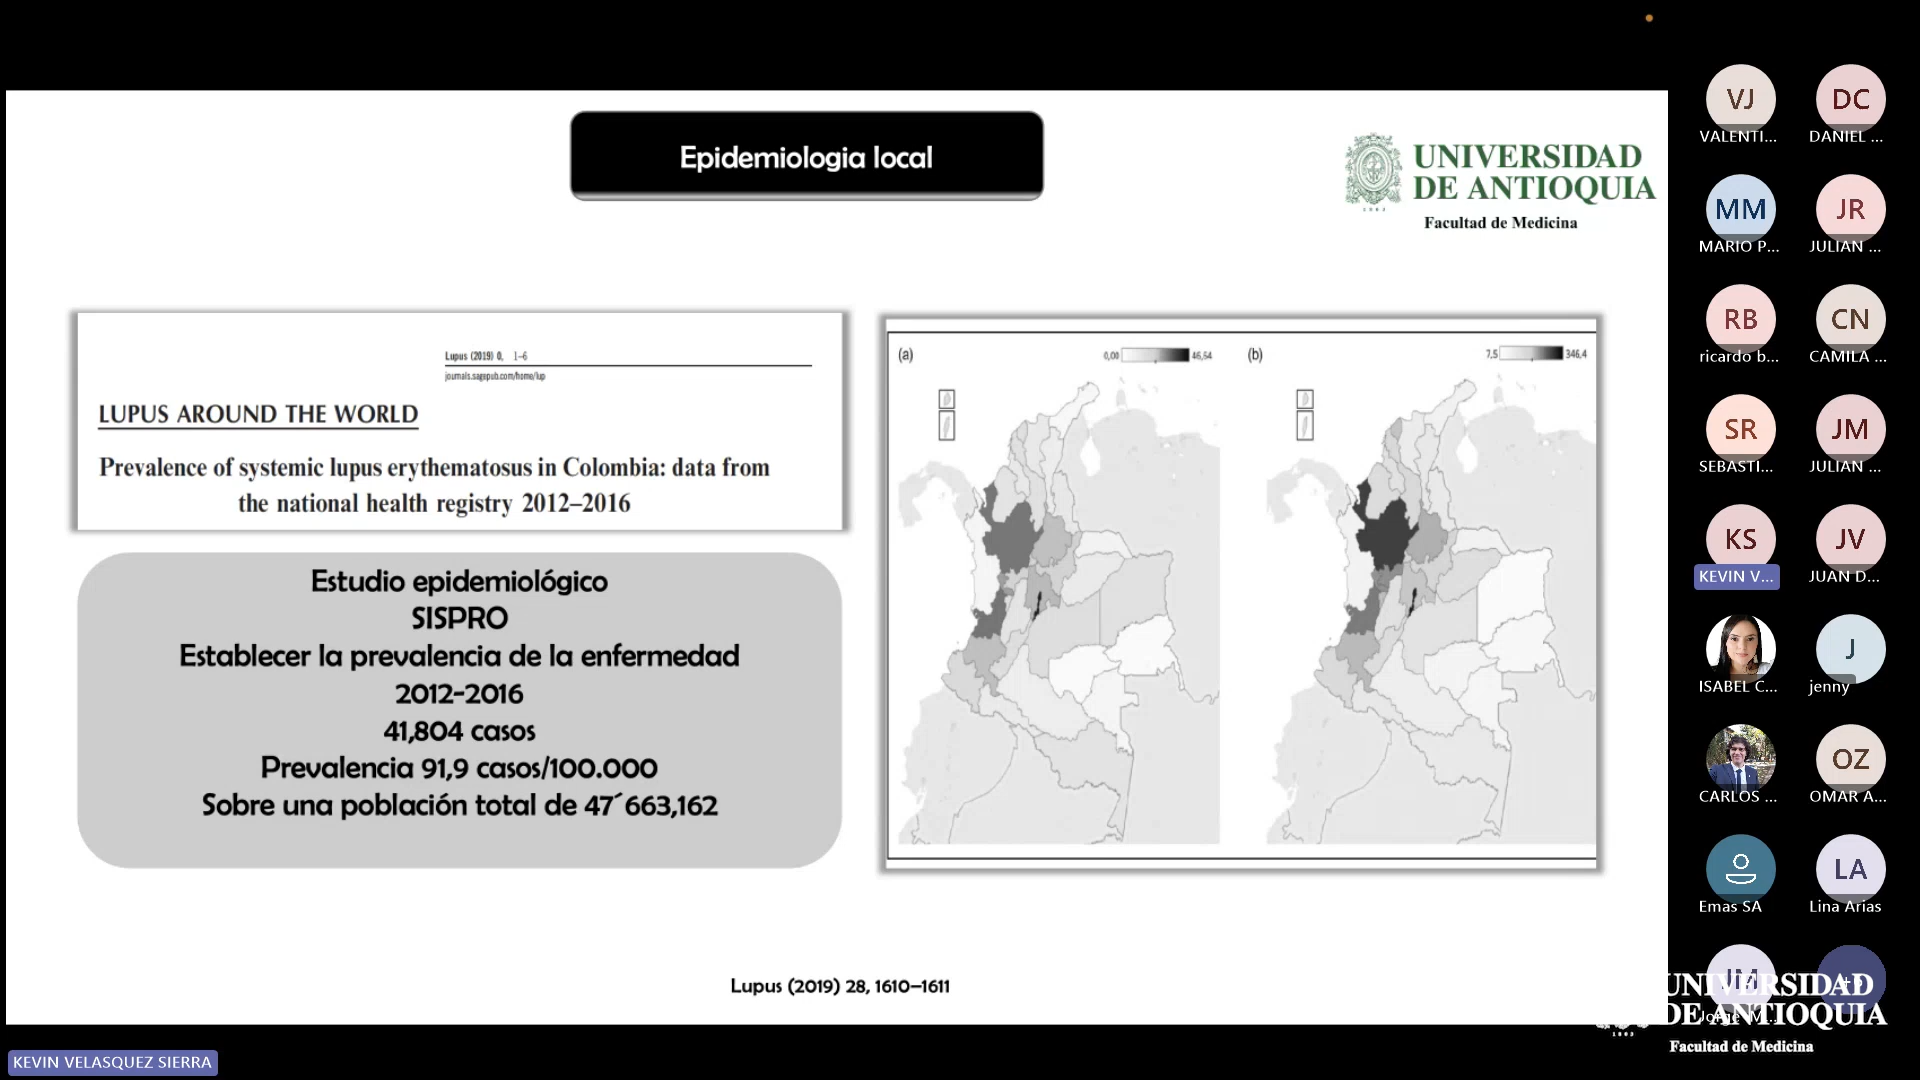 Epidemiologia local
UNIVERSIDAD
DE ANTIOQUIA
1803
Facultad de Medicina
Lupus (2019) 0, 1–6
journals.sagepub.com/home/lup
LUPUS AROUND THE WORLD
Prevalence of systemic lupus erythematosus in Colombia: data from
the national health registry 2012–2016
Estudio epidemiológico
SISPRO
Establecer la prevalencia de la enfermedad
2012-2016
41,804 casos
Prevalencia 91,9 casos/100.000
Sobre una población total de 47´663,162
(a)
0,00
46,54
(b)
7,5
346,4
Lupus (2019) 28, 1610–1611
VJ
VALENTI...
DC
DANIEL ...
MM
MARIO P...
JR
JULIAN ...
RB
ricardo b...
CN
CAMILA ...
SR
SEBASTI...
JM
JULIAN ...
KS
KEVIN V...
JV
JUAN D...
ISABEL C...
J
jenny
CARLOS ...
OZ
OMAR A...
Emas SA
LA
Lina Arias
JM
UNIVERSIDAD
DE ANTIOQUIA
1803
Facultad de Medicina
KEVIN VELASQUEZ SIERRA